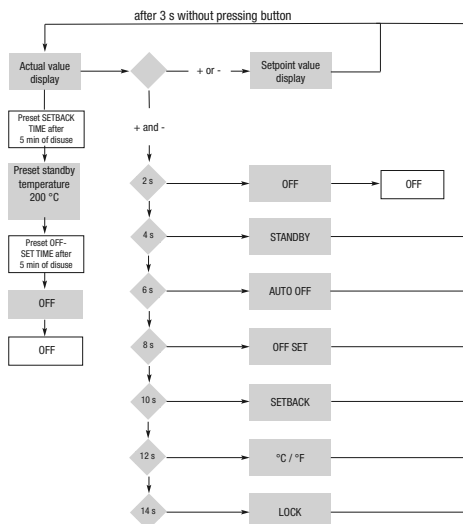 after 3 s without pressing button
Actual value
display
+ or -
Setpoint value
display
Preset SETBACK
TIME after
5 min of disuse
+ and -
Preset standby
temperature
200 °C
2 s
OFF
OFF
Preset OFF-
SET TIME after
5 min of disuse
4 s
STANDBY
OFF
6 s
AUTO OFF
OFF
8 s
OFF SET
10 s
SETBACK
12 s
°C / °F
14 s
LOCK